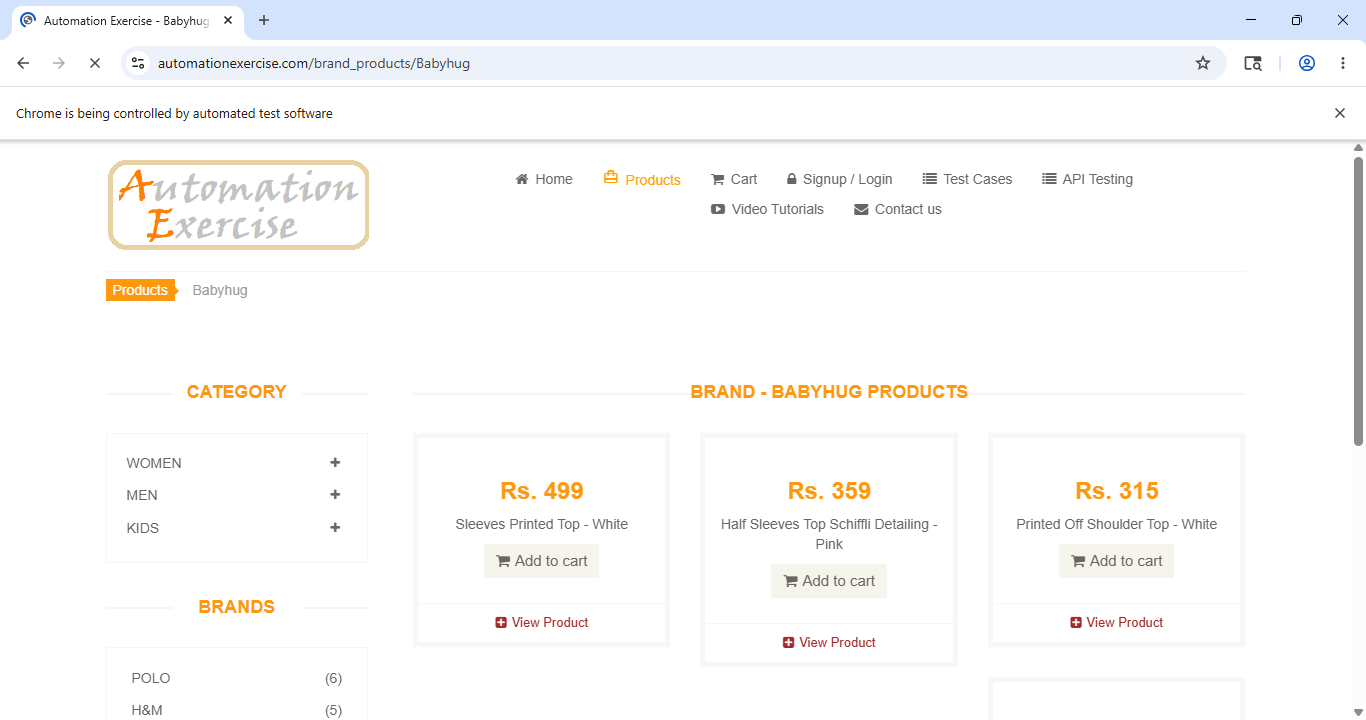 Automation Exercise - Babyhug
automationexercise.com/brand_products/Babyhug
Chrome is being controlled by automated test software
Automation
Exercise
Home
Products
Cart
Signup / Login
Test Cases
API Testing
Video Tutorials
Contact us
Products
Babyhug
CATEGORY
WOMEN
MEN
KIDS
BRANDS
POLO (6)
H&M (5)
BRAND - BABYHUG PRODUCTS
Rs. 499
Sleeves Printed Top - White
Add to cart
View Product
Rs. 359
Half Sleeves Top Schiffli Detailing -
Pink
Add to cart
View Product
Rs. 315
Printed Off Shoulder Top - White
Add to cart
View Product